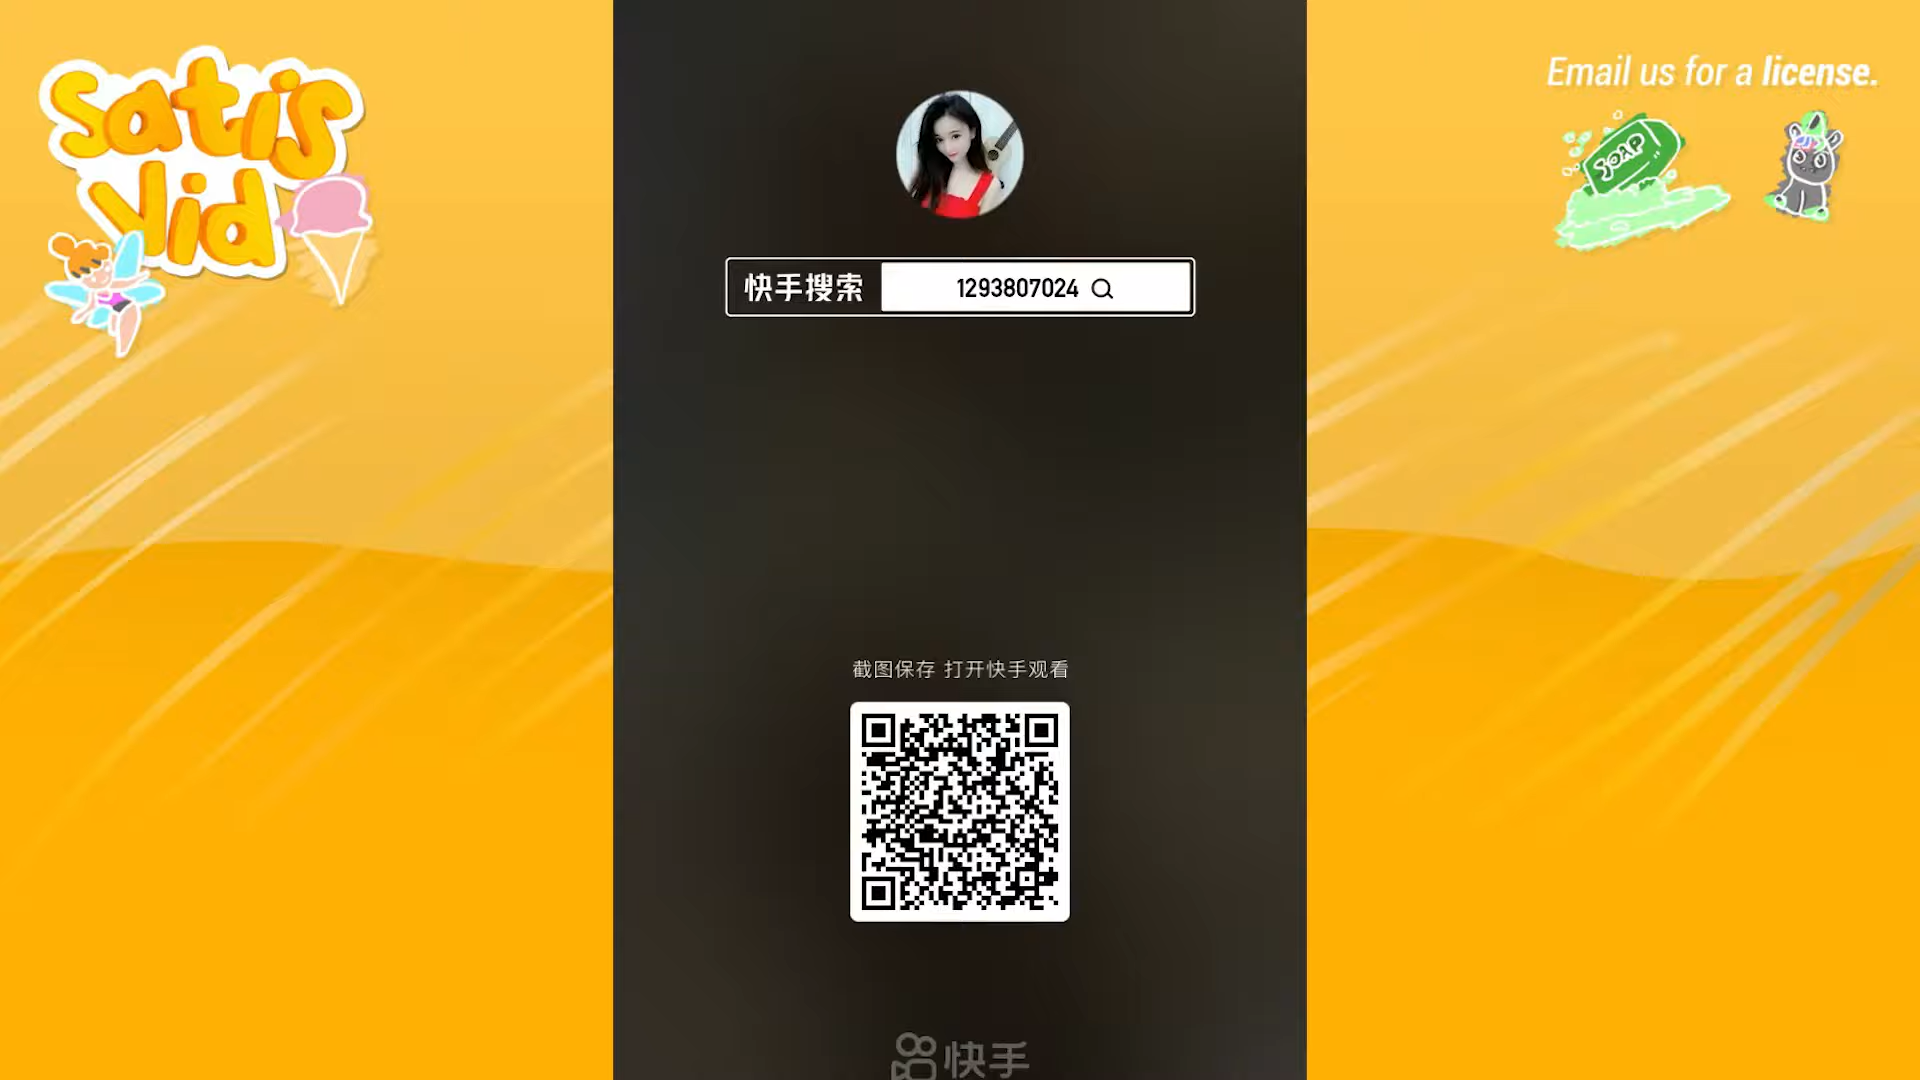 Satis
Vid
Email us for a license.
SOAP
快手搜索 1293807024
截图保存 打开快手观看
快手